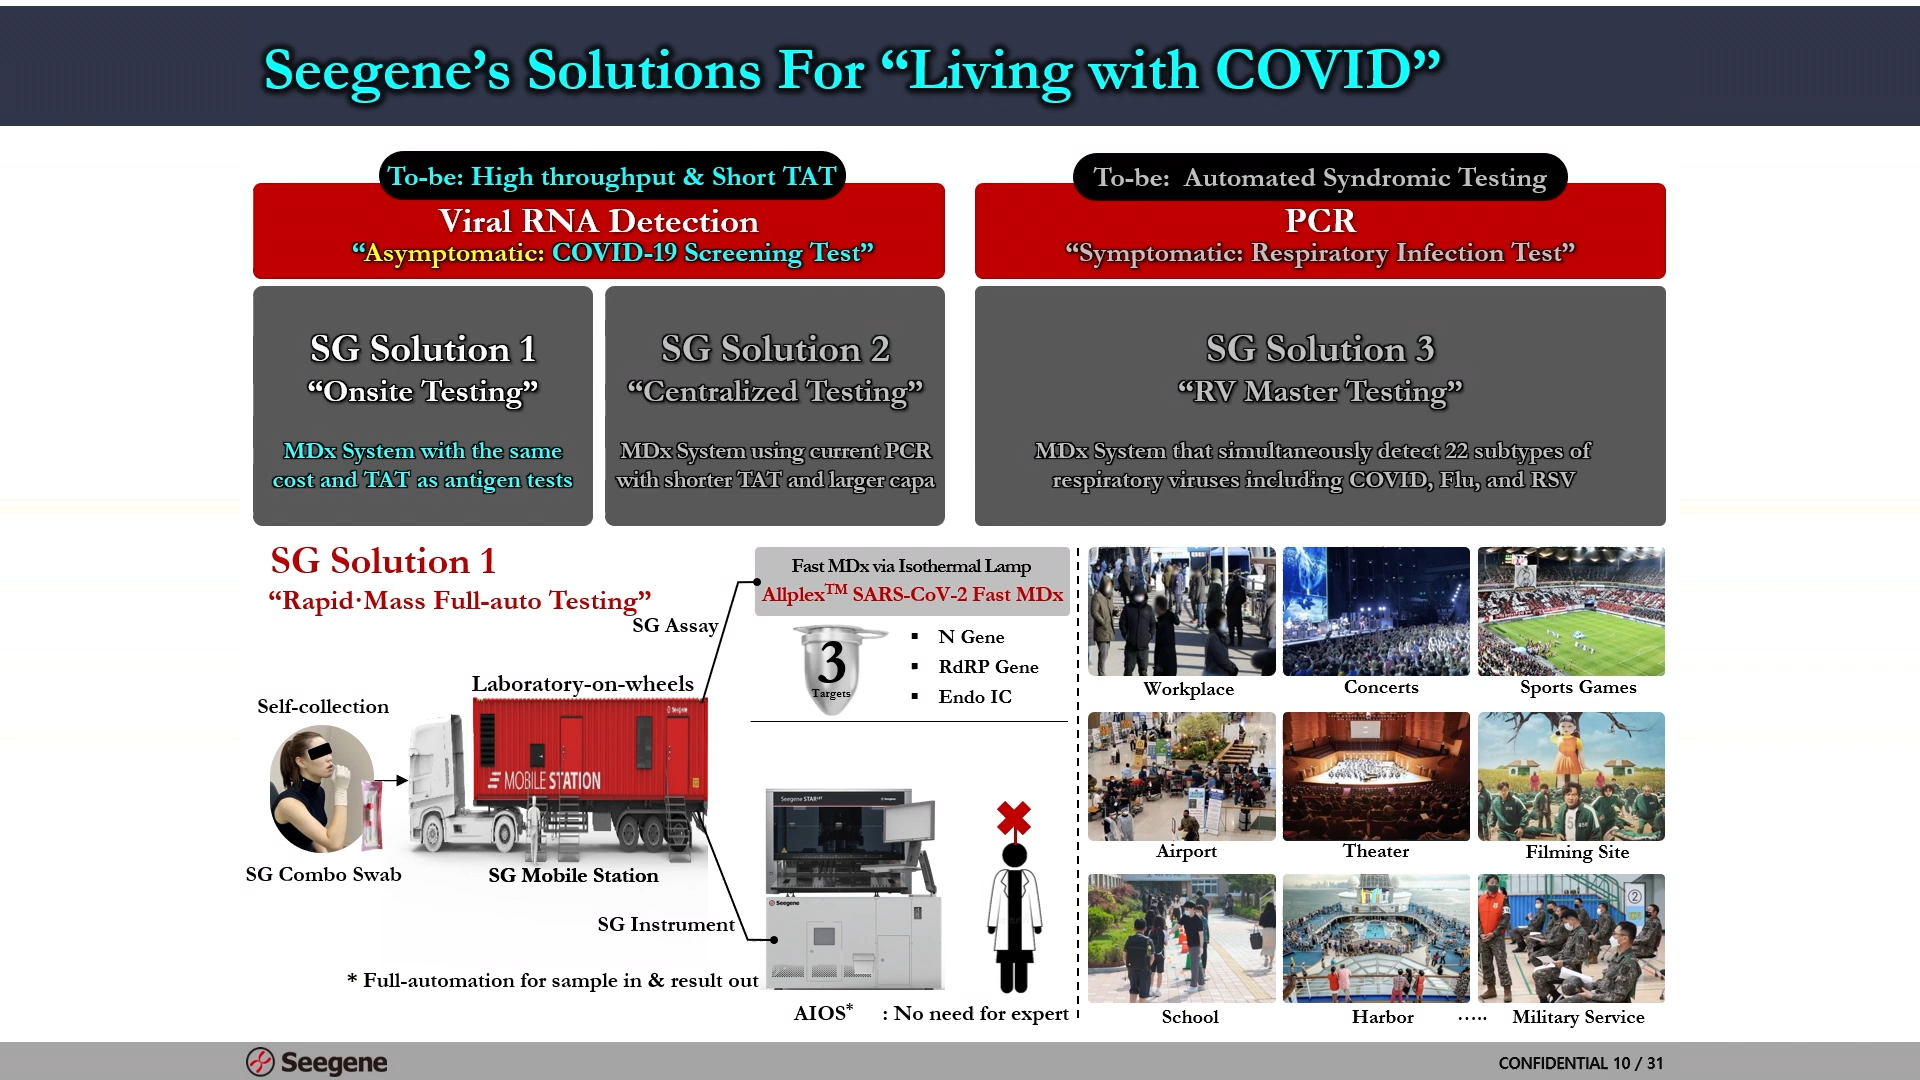 Seegene’s Solutions For “Living with COVID”
To-be: High throughput & Short TAT
Viral RNA Detection
“Asymptomatic: COVID-19 Screening Test”
To-be: Automated Syndromic Testing
PCR
“Symptomatic: Respiratory Infection Test”
SG Solution 1
“Onsite Testing”
MDx System with the same
cost and TAT as antigen tests
SG Solution 2
“Centralized Testing”
MDx System using current PCR
with shorter TAT and larger capa
SG Solution 3
“RV Master Testing”
MDx System that simultaneously detect 22 subtypes of
respiratory viruses including COVID, Flu, and RSV
SG Solution 1
“Rapid·Mass Full-auto Testing”
SG Assay
Laboratory-on-wheels
Self-collection
Seegene
MOBILE STATION
SG Combo Swab
SG Mobile Station
SG Instrument
* Full-automation for sample in & result out
Fast MDx via Isothermal Lamp
Allplex™ SARS-CoV-2 Fast MDx
3
Targets
▪ N Gene
▪ RdRP Gene
▪ Endo IC
Seegene STARlet
Seegene
Seegene
AIOS* : No need for expert
Workplace
Concerts
Sports Games
Airport
Theater
Filming Site
②
School
Harbor
.....
Military Service
Seegene
CONFIDENTIAL 10 / 31